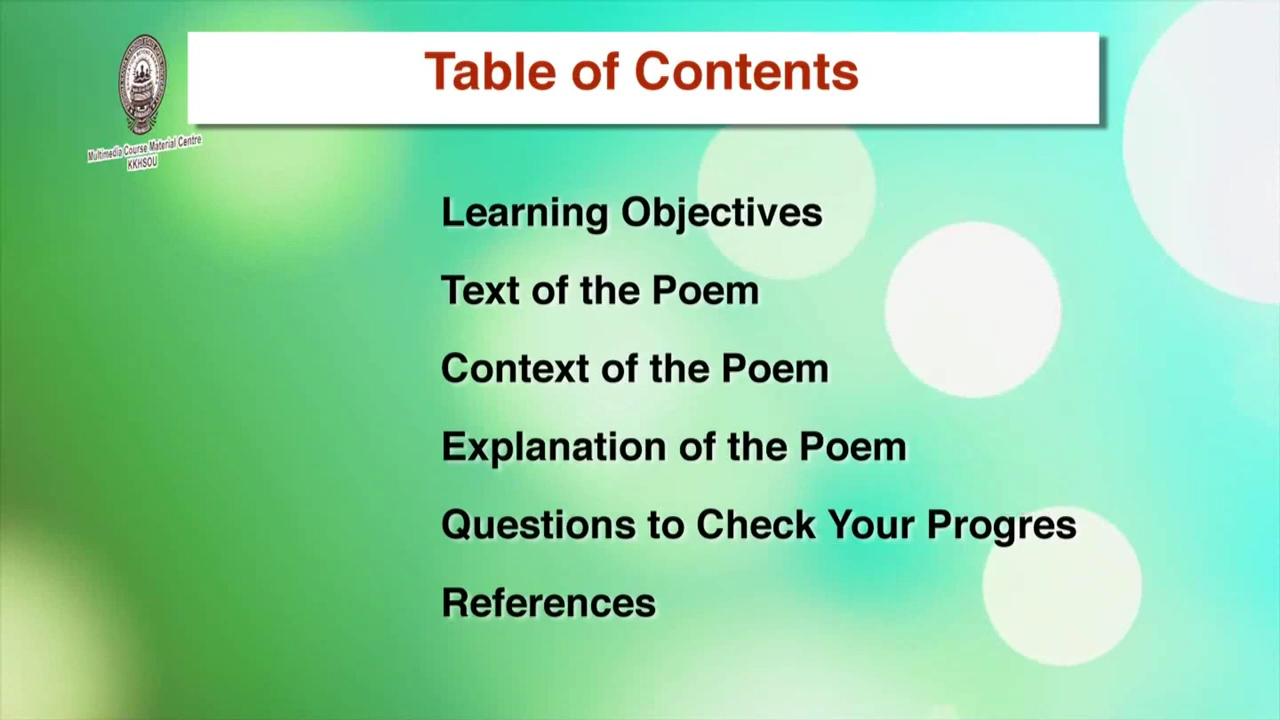 Table of Contents
Multimedia Course Material Centre
KKHSOU
Learning Objectives
Text of the Poem
Context of the Poem
Explanation of the Poem
Questions to Check Your Progres
References